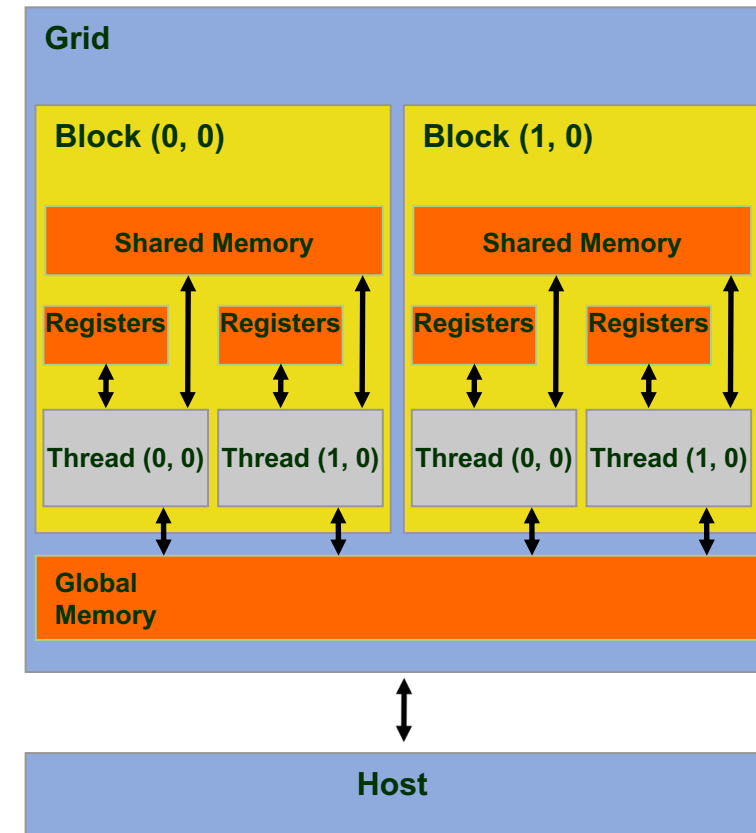 Grid
Block (0, 0)
Block (1, 0)
Shared Memory
Shared Memory
Registers
Registers
Registers
Registers
Thread (0, 0)
Thread (1, 0)
Thread (0, 0)
Thread (1, 0)
Global
Memory
Host